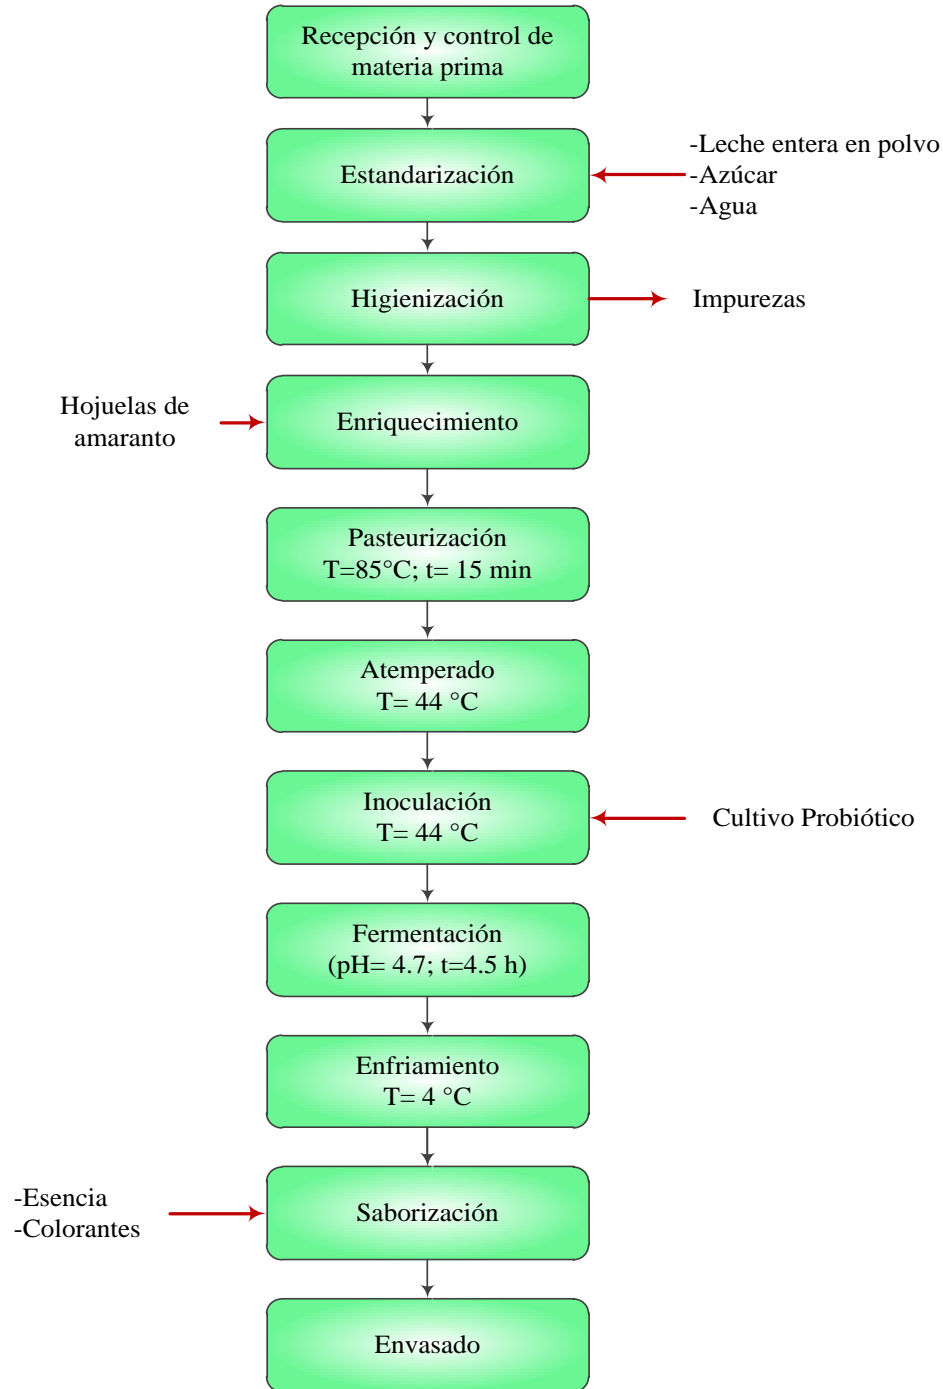 Recepción y control de
materia prima
Estandarización
-Leche entera en polvo
-Azúcar
-Agua
Higienización
Impurezas
Hojuelas de
amaranto
Enriquecimiento
Pasteurización
T=85°C; t= 15 min
Atemperado
T= 44 °C
Inoculación
T= 44 °C
Cultivo Probiótico
Fermentación
(pH= 4.7; t=4.5 h)
Enfriamiento
T= 4 °C
-Esencia
-Colorantes
Saborización
Envasado